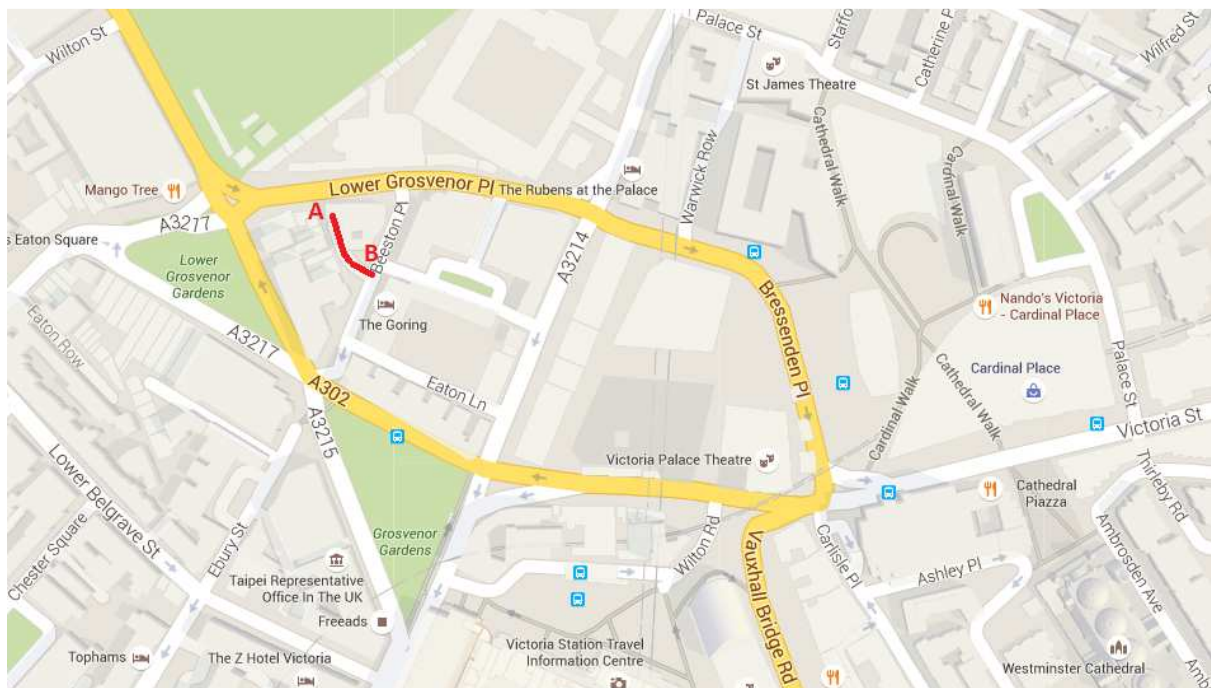 Wilton St
Palace St
Staffo
Catherine P
Wilfred St
St James Theatre
Cathedral Walk
Cardinal Walk
Warwick Row
Mango Tree
Lower Grosvenor Pl
The Rubens at the Palace
A3217
A
Beeston Pl
B
s Eaton Square
Lower
Grosvenor
Gardens
A3214
The Goring
Bressenden Pl
Nando's Victoria
- Cardinal Place
Eaton Row
A3217
Eaton Ln
Cardinal Place
Palace St
A302
A3215
Cardinal Walk
Cathedral Walk
Victoria St
Victoria Palace Theatre
Cathedral
Piazza
Thirleby Rd
Lower Belgrave St
Ebury St
Grosvenor
Gardens
Chester Square
Wilton Rd
Vauxhall Bridge Rd
Carlisle Pl
Ashley Pl
Ambrosden Ave
Taipei Representative
Office In The UK
Freeads
Victoria Station Travel
Information Centre
Tophams
The Z Hotel Victoria
Westminster Cathedral
Amb